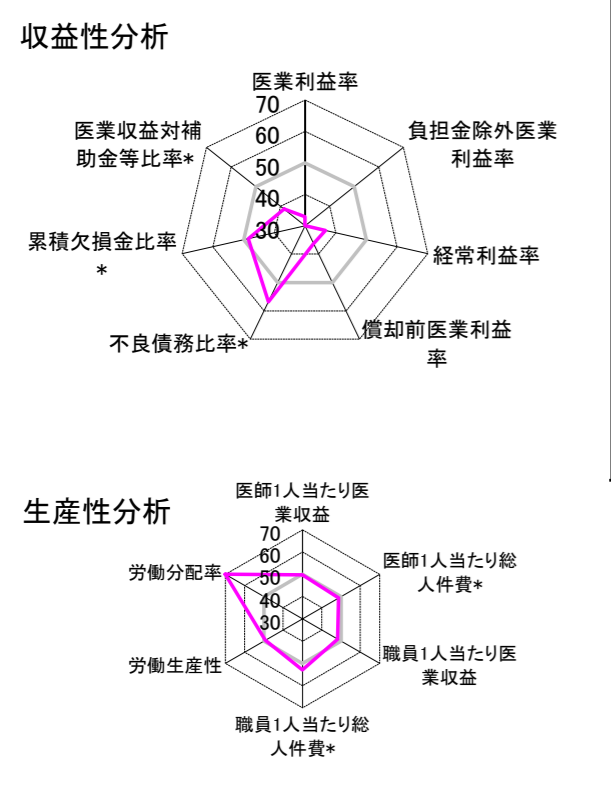 収益性分析
医業利益率
70
60
50
40
30
負担金除外医業
利益率
経常利益率
償却前医業利益
率
不良債務比率*
累積欠損金比率
*
医業収益対補
助金等比率*
生産性分析
医師1人当たり医
業収益
70
60
50
40
30
医師1人当たり総
人件費*
職員1人当たり医
業収益
職員1人当たり総
人件費*
労働生産性
労働分配率